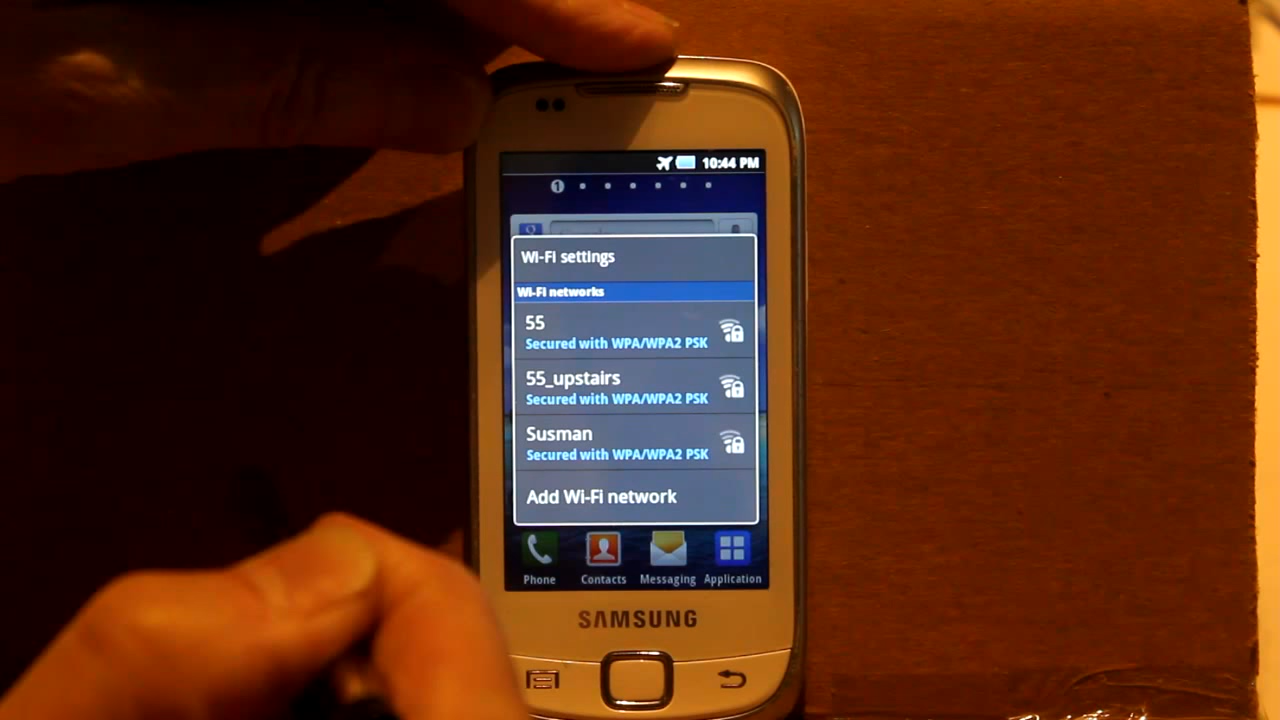 10:44 PM
1
Wi-Fi settings
Wi-Fi networks
55
Secured with WPA/WPA2 PSK
55_upstairs
Secured with WPA/WPA2 PSK
Susman
Secured with WPA/WPA2 PSK
Add Wi-Fi network
Phone Contacts Messaging Application
SAMSUNG